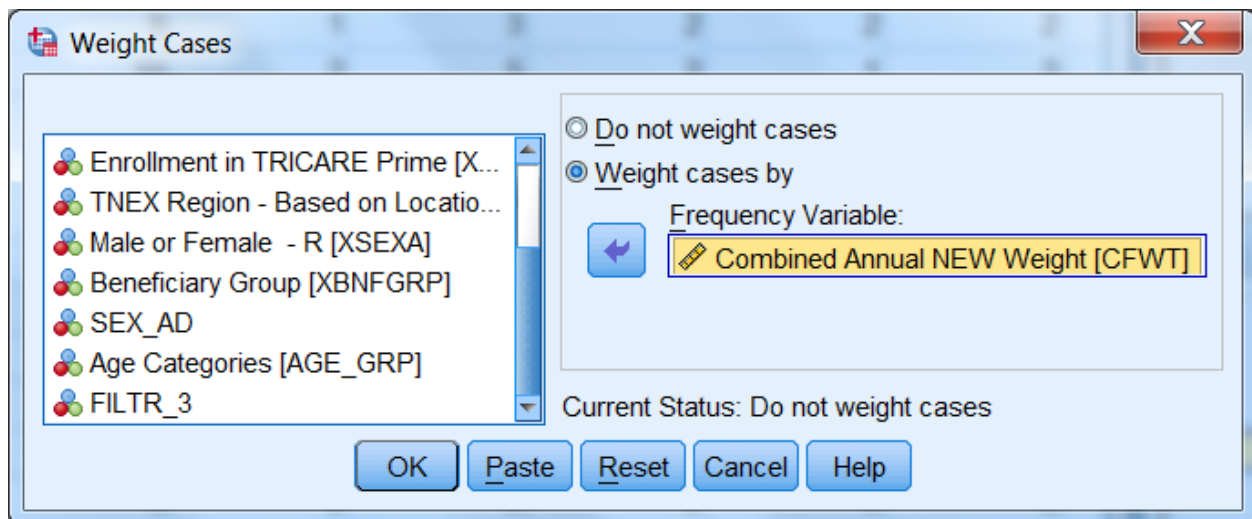 Weight Cases
Enrollment in TRICARE Prime [X...
TNEX Region - Based on Locatio...
Male or Female - R [XSEXA]
Beneficiary Group [XBNFGRP]
SEX_AD
Age Categories [AGE_GRP]
FILTR_3
Do not weight cases
Weight cases by
Frequency Variable:
Combined Annual NEW Weight [CFWT]
Current Status: Do not weight cases
OK Paste Reset Cancel Help